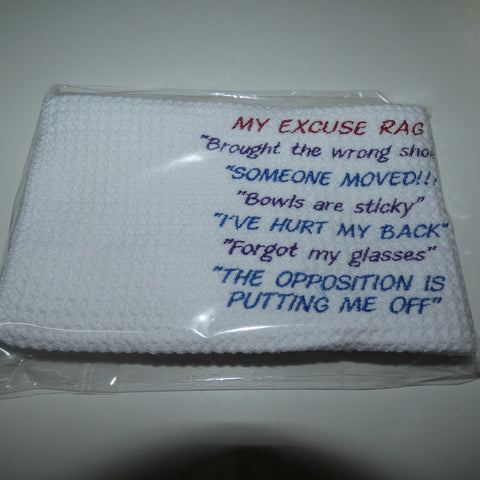 MY EXCUSE RAG
"Brought the wrong
"SOMEONE MOVED!!,
"Bowls are sticky"
"I'VE HURT MY BACK"
"Forgot my glasses"
"THE OPPOSITION IS
PUTTING ME OFF"